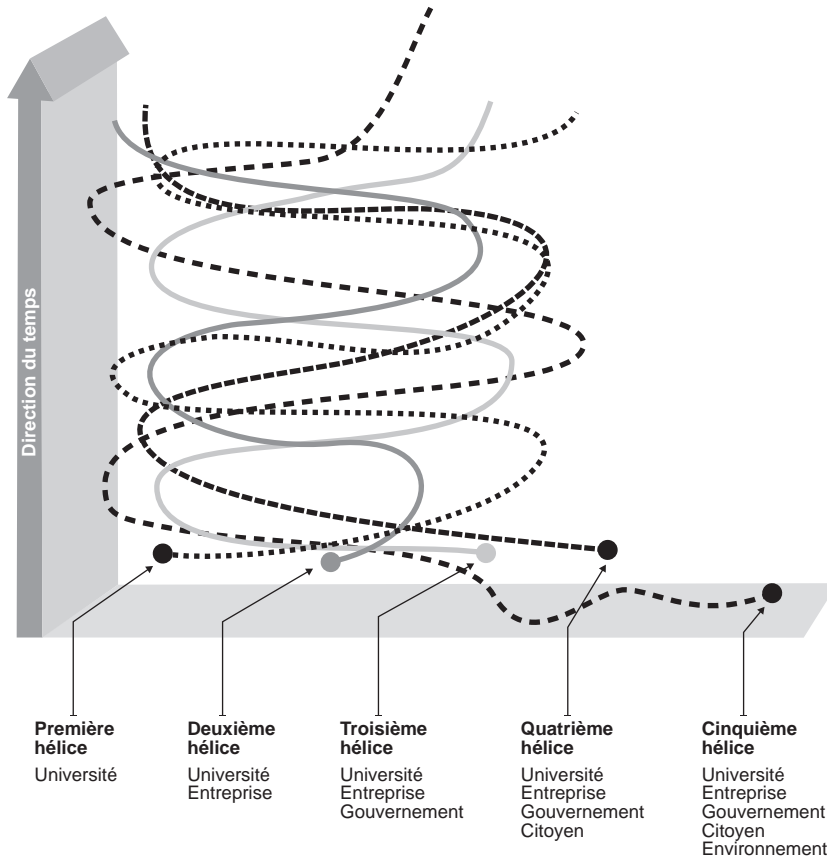 Direction du temps
Première
hélice
Université
Deuxième
hélice
Université
Entreprise
Troisième
hélice
Université
Entreprise
Gouvernement
Quatrième
hélice
Université
Entreprise
Gouvernement
Citoyen
Cinquième
hélice
Université
Entreprise
Gouvernement
Citoyen
Environnement